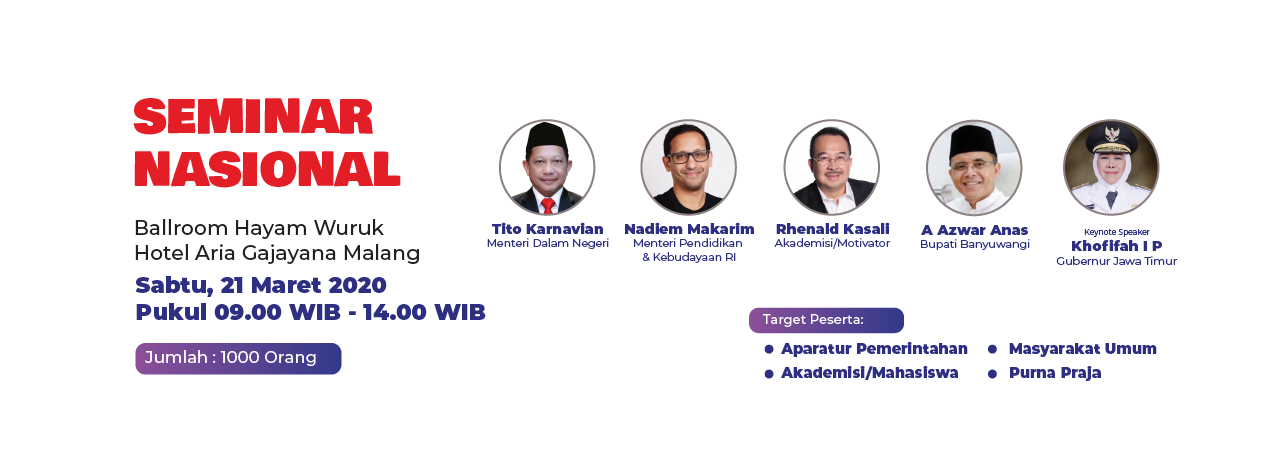 SEMINAR
NASIONAL
Ballroom Hayam Wuruk
Hotel Aria Gajayana Malang
Sabtu, 21 Maret 2020
Pukul 09.00 WIB - 14.00 WIB
Jumlah : 1000 Orang
Tito Karnavian
Menteri Dalam Negeri
Nadiem Makarim
Menteri Pendidikan
& Kebudayaan RI
Rhenald Kasali
Akademisi/Motivator
A Azwar Anas
Bupati Banyuwangi
Keynote Speaker
Khofifah I P
Gubernur Jawa Timur
Target Peserta:
Aparatur Pemerintahan
Akademisi/Mahasiswa
Masyarakat Umum
Purna Praja